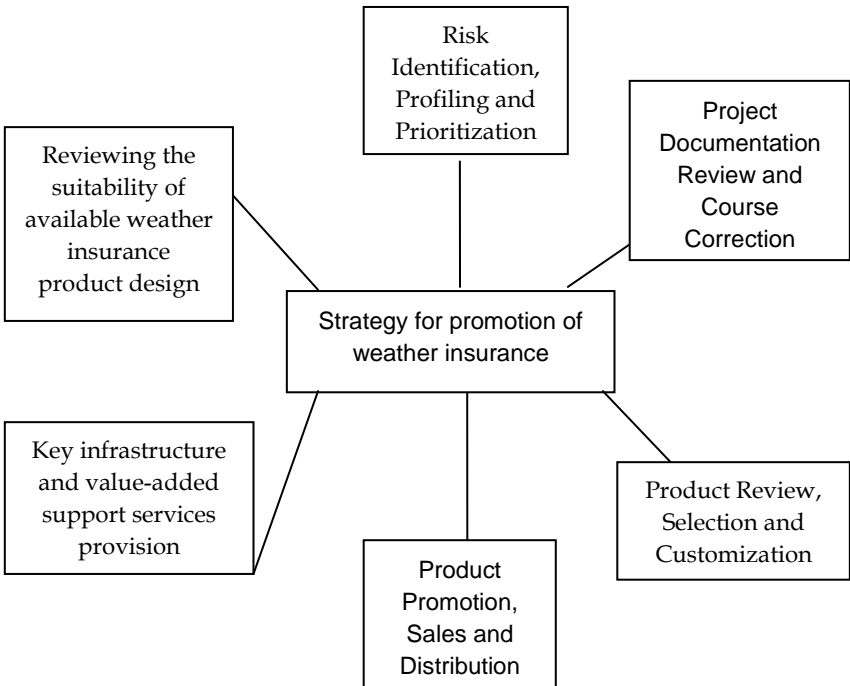 Risk
Identification,
Profiling and
Prioritization
Project
Documentation
Review and
Course
Correction
Reviewing the
suitability of
available weather
insurance
product design
Strategy for promotion of
weather insurance
Key infrastructure
and value-added
support services
provision
Product Review,
Selection and
Customization
Product
Promotion,
Sales and
Distribution